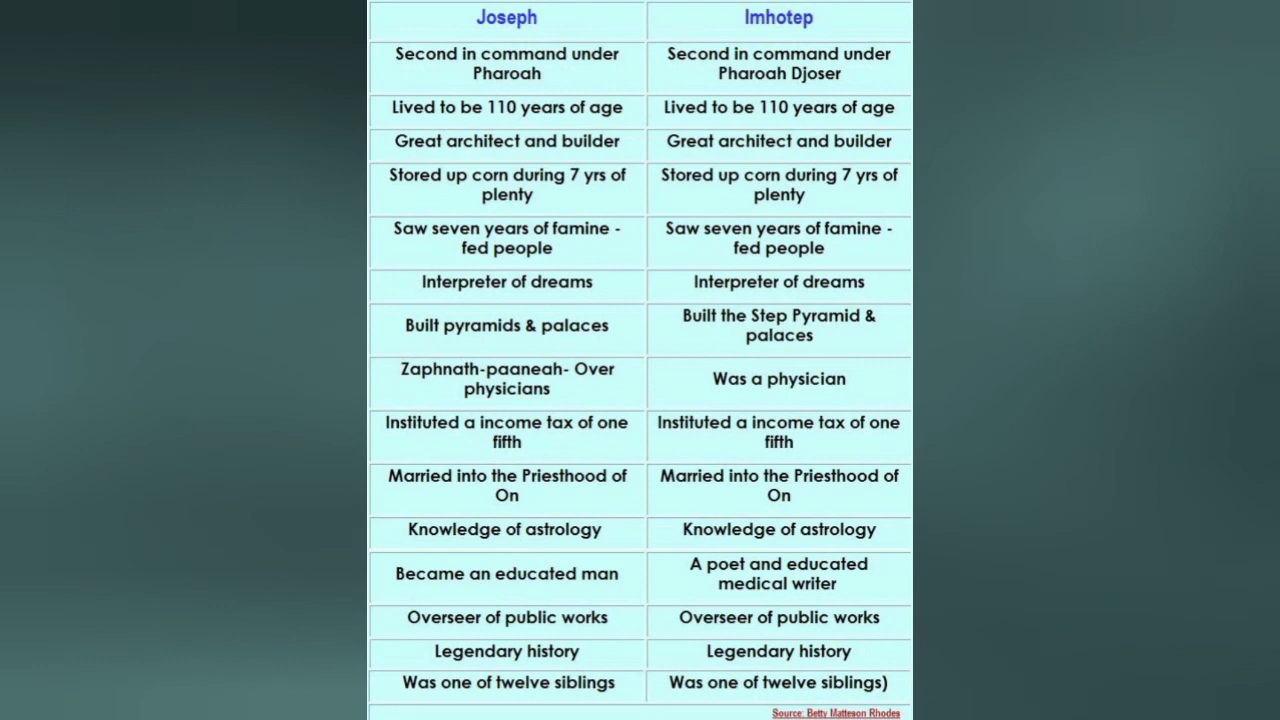 Joseph
Imhotep
Second in command under
Pharoah
Second in command under
Pharoah Djoser
Lived to be 110 years of age
Lived to be 110 years of age
Great architect and builder
Great architect and builder
Stored up corn during 7 yrs of
plenty
Stored up corn during 7 yrs of
plenty
Saw seven years of famine -
fed people
Saw seven years of famine -
fed people
Interpreter of dreams
Interpreter of dreams
Built pyramids & palaces
Built the Step Pyramid &
palaces
Zaphnath-paaneah- Over
physicians
Was a physician
Instituted a income tax of one
fifth
Instituted a income tax of one
fifth
Married into the Priesthood of
On
Married into the Priesthood of
On
Knowledge of astrology
Knowledge of astrology
Became an educated man
A poet and educated
medical writer
Overseer of public works
Overseer of public works
Legendary history
Legendary history
Was one of twelve siblings
Was one of twelve siblings)
Source: Betty Matteson Rhodes